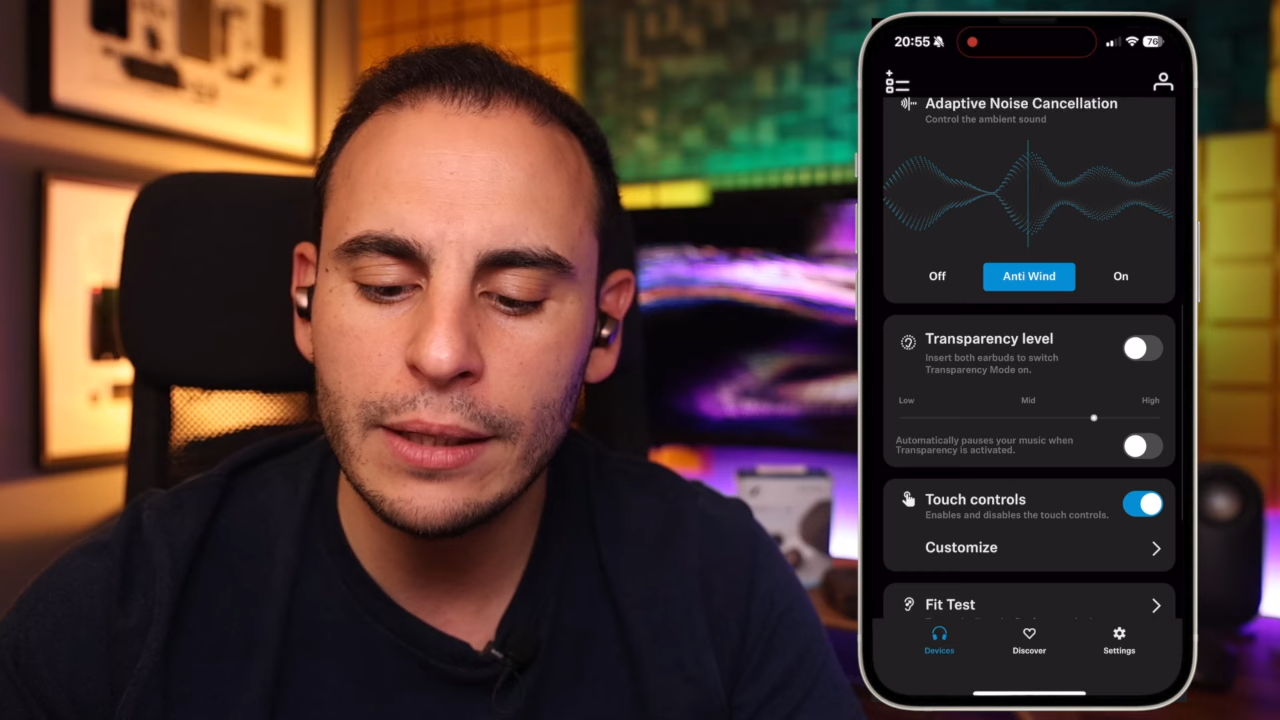 20:55
76
Adaptive Noise Cancellation
Control the ambient sound
Off
Anti Wind
On
Transparency level
Insert both earbuds to switch
Transparency Mode on.
Low
Mid
High
Automatically pauses your music when
Transparency is activated.
Touch controls
Enables and disables the touch controls.
Customize
Fit Test
Devices
Discover
Settings